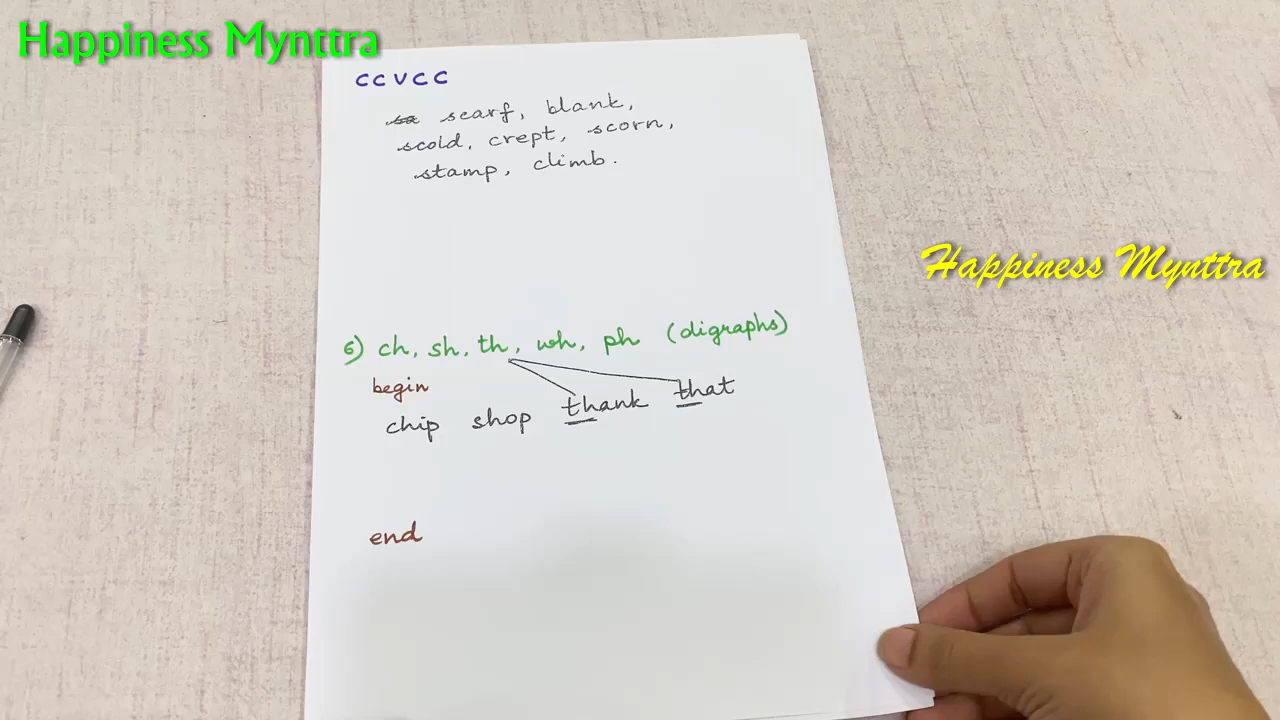 Happiness Mynttra
CCVCC
scarf, blank,
scold, crept, scorn,
stamp, climb.
Happiness Mynttra
6) ch, sh, th, wh, ph (digraphs)
begin
chip shop thank that
end